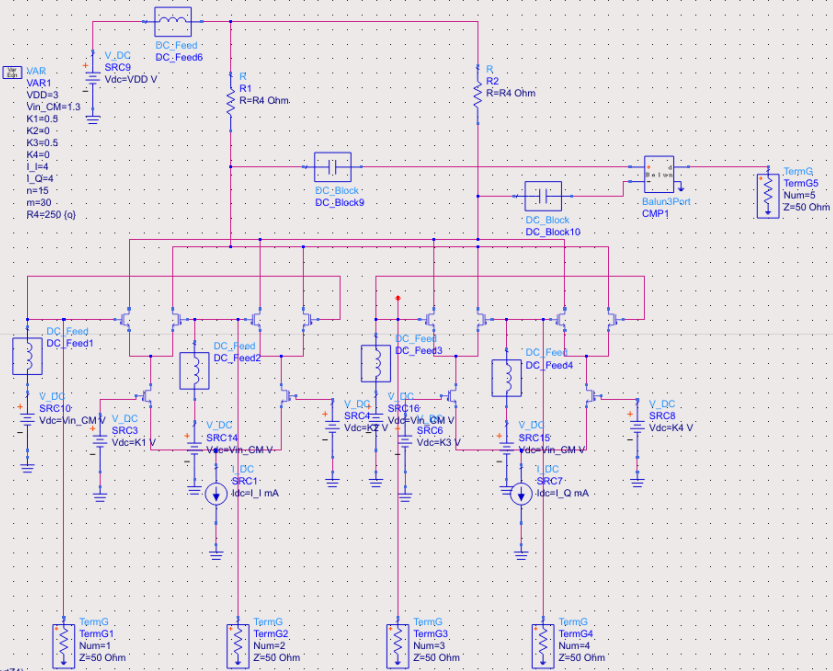 DC_Feed
DC_Feed6
V_DC
SRC9
Vdc=VDD V
Var
Eqn
VAR
VAR1
VDD=3
Vin_CM=1.3
K1=0.5
K2=0
K3=0.5
K4=0
I_I=4
I_Q=4
n=15
m=30
R4=250 {o}
R
R1
R=R4 Ohm
R
R2
R=R4 Ohm
DC_Block
DC_Block9
DC_Block
DC_Block10
Balun3Port
CMP1
TermG
TermG5
Num=5
Z=50 Ohm
DC_Feed
DC_Feed1
DC_Feed
DC_Feed2
DC_Feed
DC_Feed3
DC_Feed
DC_Feed4
V_DC
SRC10
Vdc=Vin_CM V
V_DC
SRC3
Vdc=K1 V
V_DC
SRC14
Vdc=Vin_CM V
V_DC
SRC4
Vdc=K2 V
V_DC
SRC16
Vdc=Vin_CM V
V_DC
SRC6
Vdc=K3 V
V_DC
SRC15
Vdc=Vin_CM V
V_DC
SRC8
Vdc=K4 V
I_DC
SRC1
Idc=I_I mA
I_DC
SRC7
Idc=I_Q mA
TermG
TermG1
Num=1
Z=50 Ohm
TermG
TermG2
Num=2
Z=50 Ohm
TermG
TermG3
Num=3
Z=50 Ohm
TermG
TermG4
Num=4
Z=50 Ohm